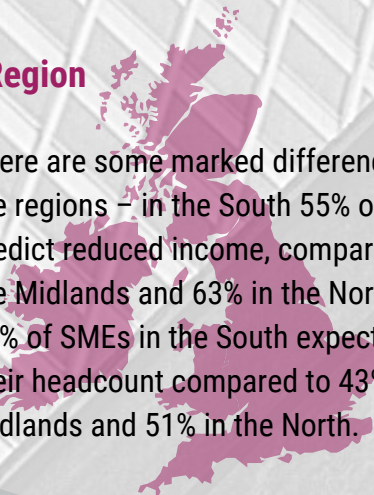 Region
ere are some marked differenc
e regions – in the South 55% o
edict reduced income, compar
e Midlands and 63% in the Nor
% of SMEs in the South expect
eir headcount compared to 43%
dlands and 51% in the North.